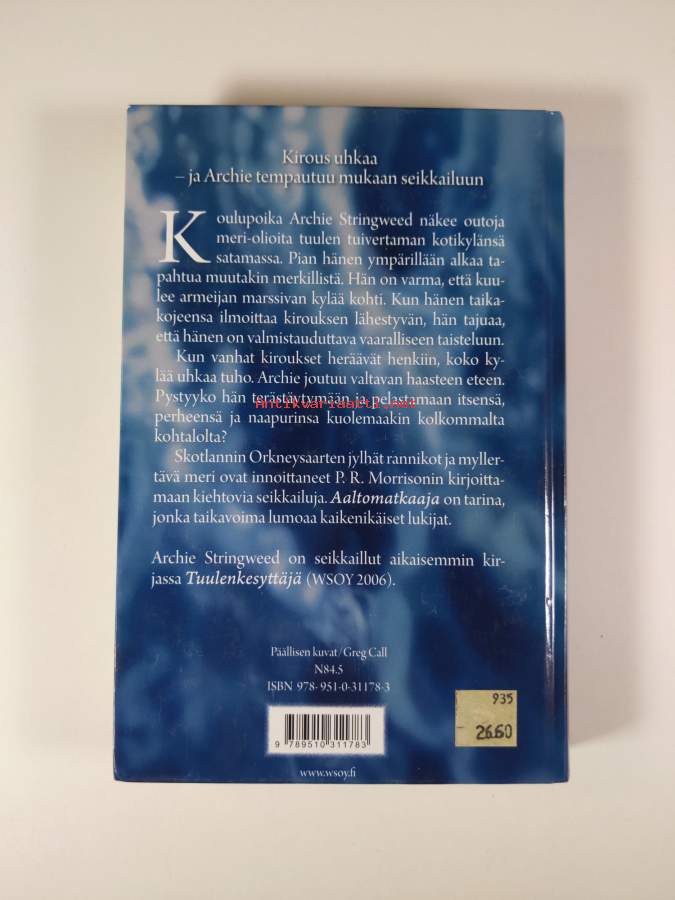 Kirous uhkaa
– ja Archie tempautuu mukaan seikkailuun
Koulupoika Archie Stringweed näkee outoja
meri-olioita tuulen tuivertaman kotikylänsä
satamassa. Pian hänen ympärillään alkaa ta-
pahtua muutakin merkillistä. Hän on varma, että kuu-
lee armeijan marssivan kylää kohti. Kun hänen taika-
kojeensa ilmoittaa kirouksen lähestyvän, hän tajuaa,
että hänen on valmistauduttava vaaralliseen taisteluun.
Kun vanhat kiroukset heräävät henkiin, koko ky-
lää uhkaa tuho. Archie joutuu valtavan haasteen eteen.
Pystyykö hän terästäytymään ja pelastamaan itsensä,
Antikvariaatti.net
perheensä ja naapurinsa kuolemaakin kolkommalta
kohtalolta?
Skotlannin Orkneysaarten jylhät rannikot ja myller-
tävä meri ovat innoittaneet P. R. Morrisonin kirjoitta-
maan kiehtovia seikkailuja. Aaltomatkaaja on tarina,
jonka taikavoima lumoaa kaikenikäiset lukijat.
Archie Stringweed on seikkaillut aikaisemmin kir-
jassa Tuulenkesyttäjä (WSOY 2006).
Päällisen kuvat / Greg Call
N84.5
ISBN 978-951-0-31178-3
9 789510 311783
www.wsoy.fi
935
26.60